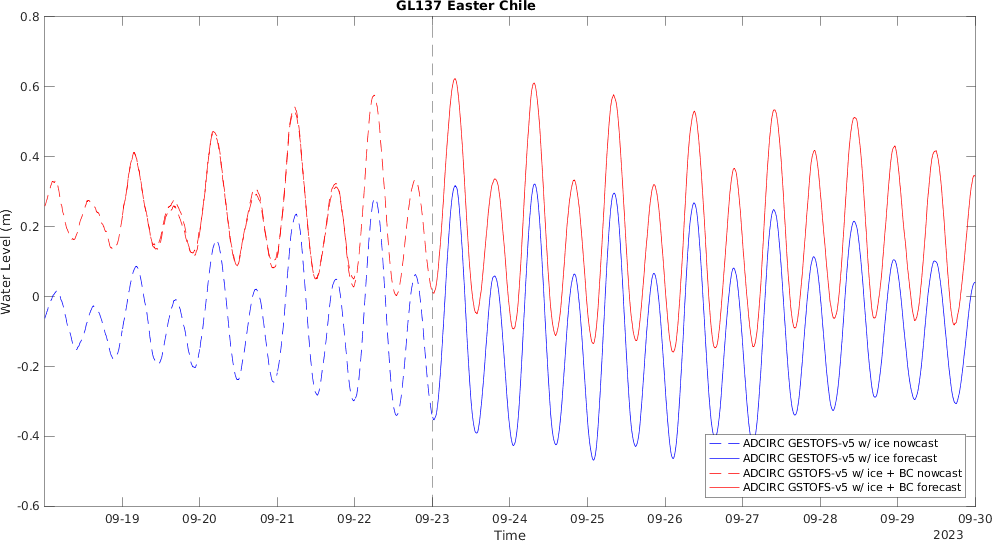 GL137 Easter Chile
0.8
0.6
0.4
0.2
0
-0.2
-0.4
-0.6
Water Level (m)
ADCIRC GESTOFS-v5 w/ ice nowcast
ADCIRC GESTOFS-v5 w/ ice forecast
ADCIRC GSTOFS-v5 w/ ice + BC nowcast
ADCIRC GSTOFS-v5 w/ ice + BC forecast
09-19 09-20 09-21 09-22 09-23 09-24 09-25 09-26 09-27 09-28 09-29 09-30
Time
2023